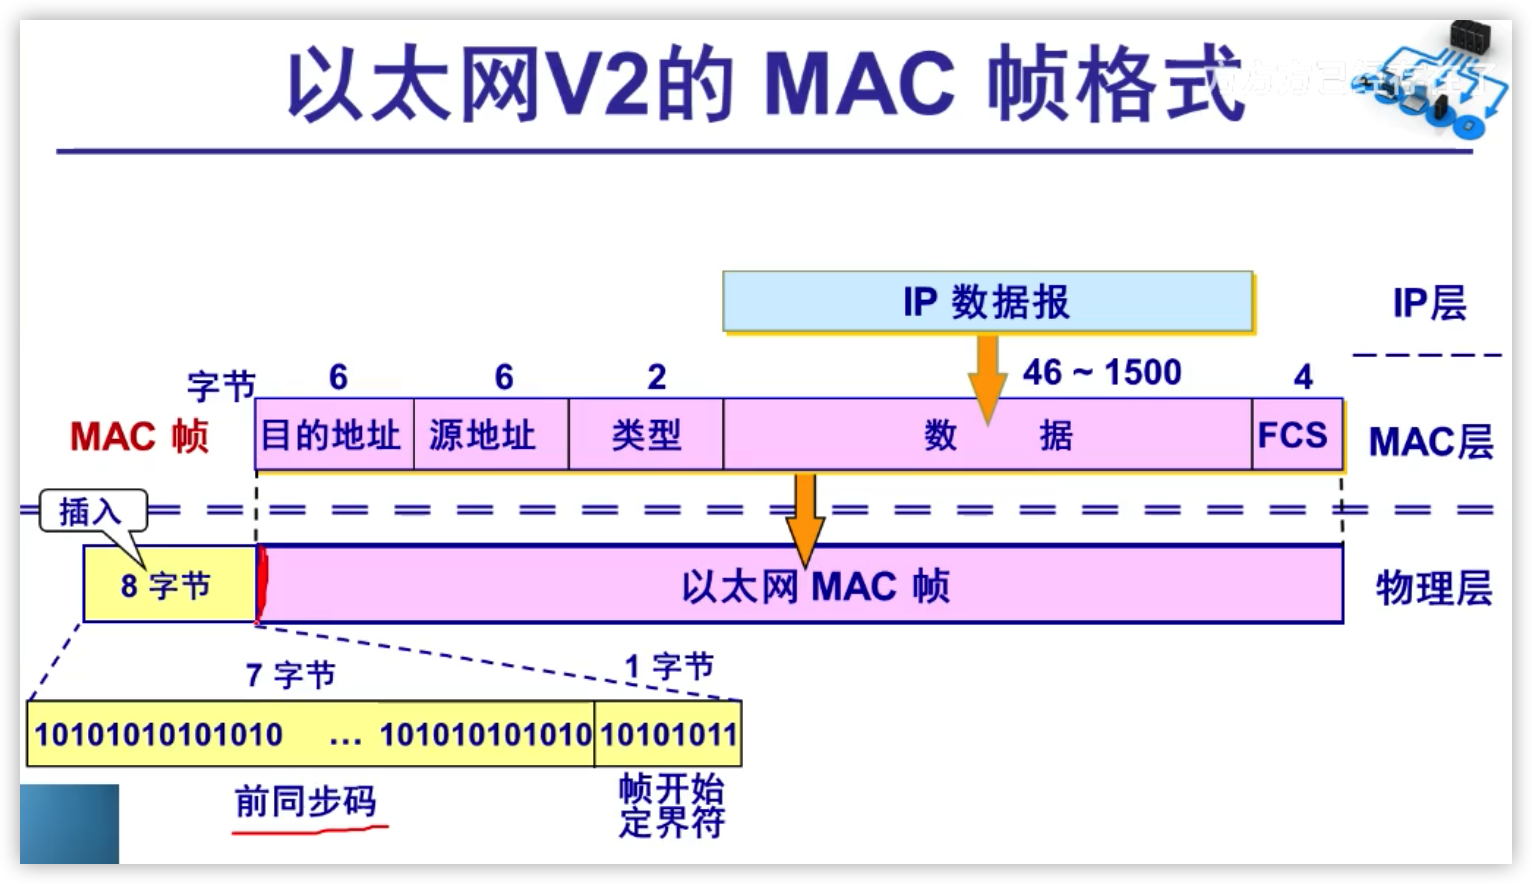 以太网V2的 MAC 帧格式
IP 数据报
IP层
字节 6 6 2 46 ~ 1500 4
MAC 帧 目的地址 源地址 类型 数 据 FCS MAC层
插入
8 字节 以太网 MAC 帧 物理层
7 字节 1 字节
10101010101010 ... 101010101010 10101011
前同步码
帧开始
定界符